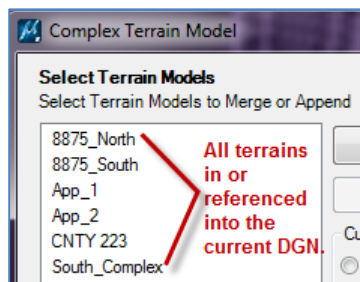 Complex Terrain Model
Select Terrain Models
Select Terrain Models to Merge or Append
8875_North
8875_South
App_1
App_2
CNTY 223
South_Complex
All terrains
in or
referenced
into the
current DGN.